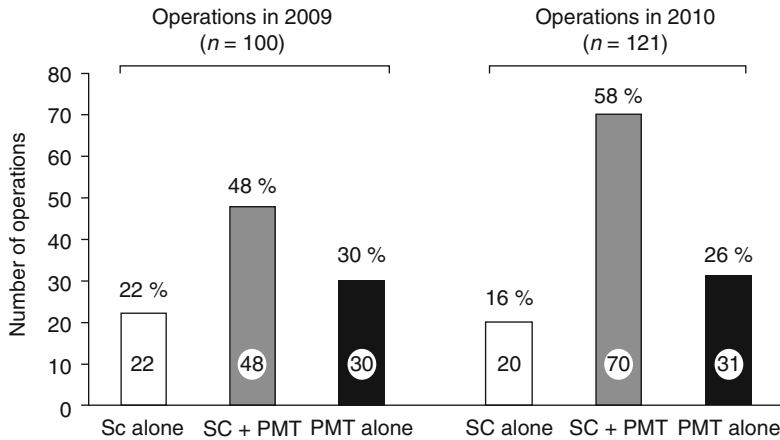 Operations in 2009
(n = 100)
Operations in 2010
(n = 121)
Number of operations
80
70
60
50
40
30
20
10
0
22 %
48 %
30 %
16 %
58 %
26 %
22
48
30
20
70
31
Sc alone
SC + PMT
PMT alone
SC alone
SC + PMT
PMT alone